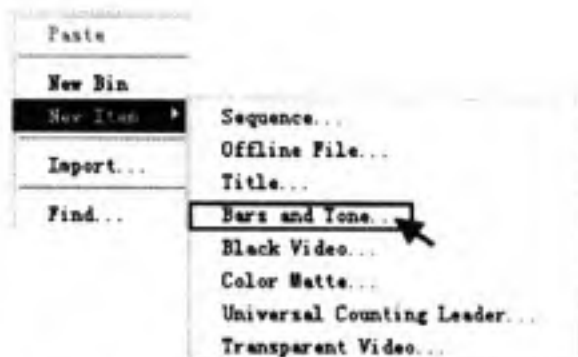 Paste
New Bin
New Item
Import...
Find...
Sequence...
Offline File...
Title...
Bars and Tone...
Black Video...
Color Matte...
Universal Counting Leader...
Transparent Video...